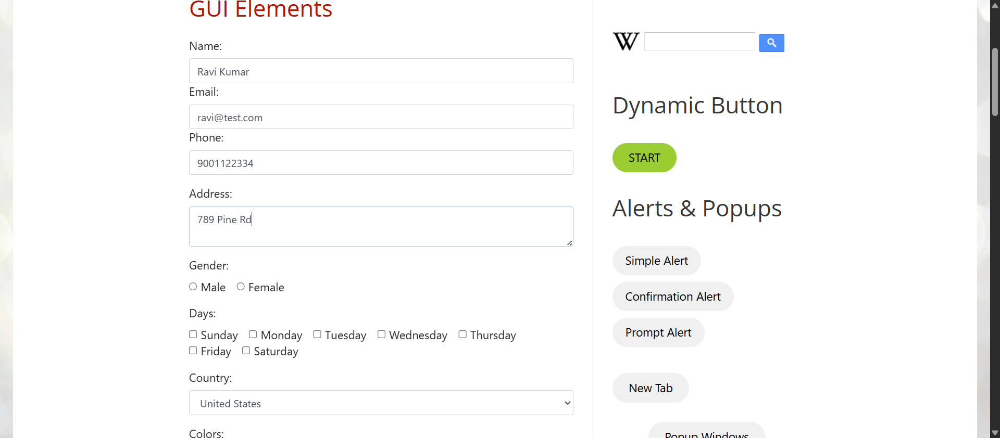 GUI Elements
Name:
Ravi Kumar
Email:
ravi@test.com
Phone:
9001122334
Address:
789 Pine Rd
Gender:
Male Female
Days:
Sunday Monday Tuesday Wednesday Thursday
Friday Saturday
Country:
United States
Colors:
W
Dynamic Button
START
Alerts & Popups
Simple Alert
Confirmation Alert
Prompt Alert
New Tab
Popup Windows